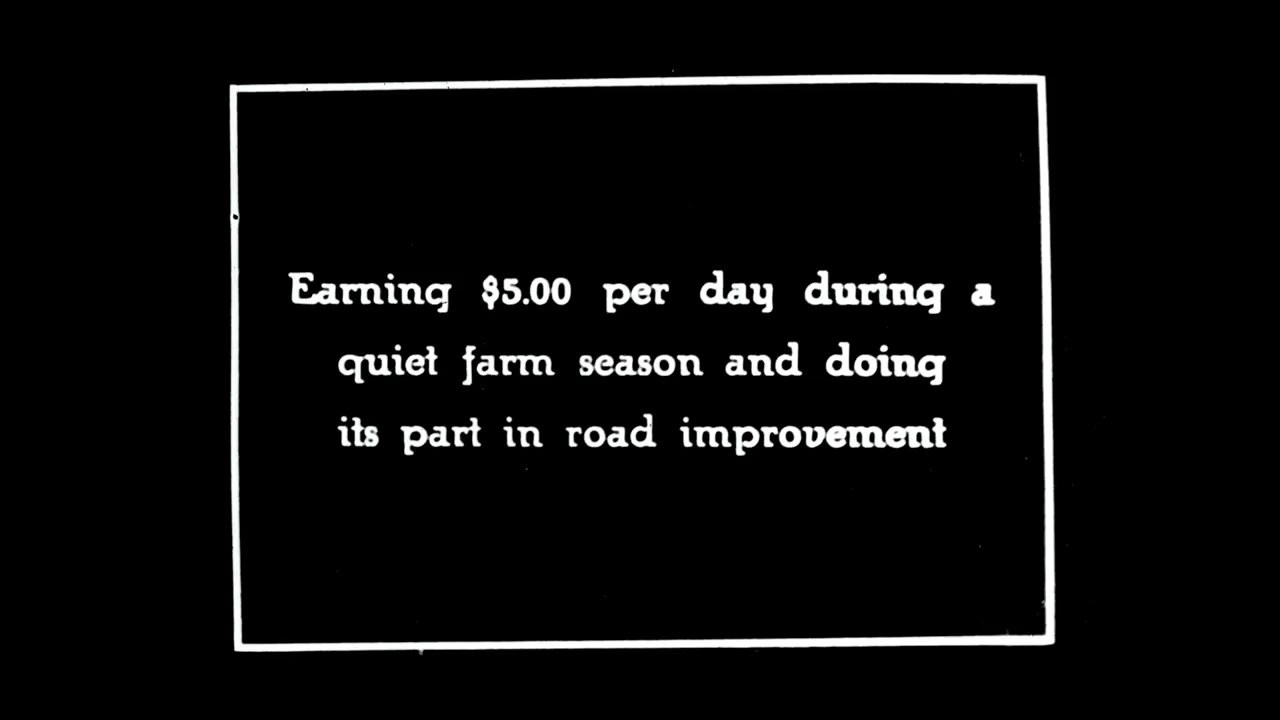 Earning $5.00 per day during a
quiet farm season and doing
its part in road improvement